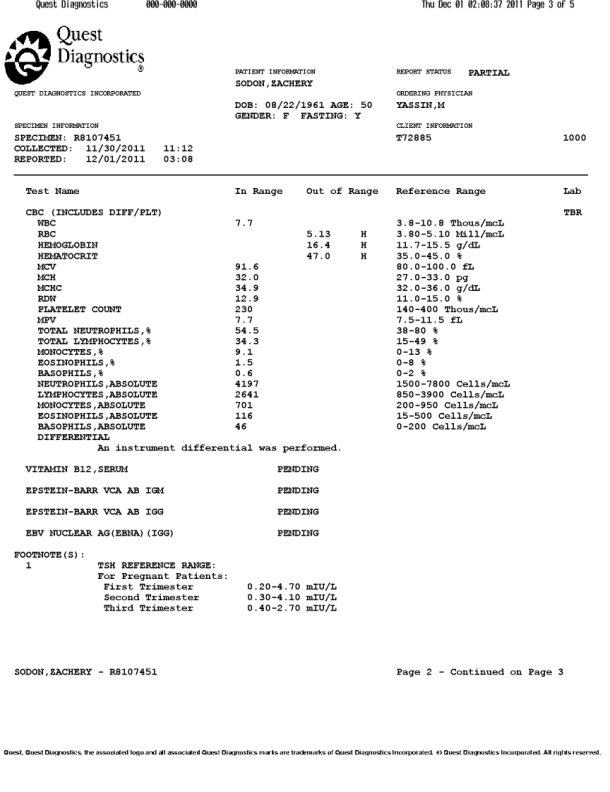 Quest Diagnostics 000-000-0000 Thu Dec 01 02:08:37 2011 Page 3 of 5
Quest
Diagnostics
®
PATIENT INFORMATION REPORT STATUS PARTIAL
SODON,ZACHERY
QUEST DIAGNOSTICS INCORPORATED ORDERING PHYSICIAN
DOB: 08/22/1961 AGE: 50 YASSIN,M
GENDER: F FASTING: Y
SPECIMEN INFORMATION CLIENT INFORMATION
SPECIMEN: R8107451 T72885 1000
COLLECTED: 11/30/2011 11:12
REPORTED: 12/01/2011 03:08
Test Name In Range Out of Range Reference Range Lab
CBC (INCLUDES DIFF/PLT) TBR
WBC 7.7 3.8-10.8 Thous/mcL
RBC 5.13 H 3.80-5.10 Mill/mcL
HEMOGLOBIN 16.4 H 11.7-15.5 g/dL
HEMATOCRIT 47.0 H 35.0-45.0 %
MCV 91.6 80.0-100.0 fL
MCH 32.0 27.0-33.0 pg
MCHC 34.9 32.0-36.0 g/dL
RDW 12.9 11.0-15.0 %
PLATELET COUNT 230 140-400 Thous/mcL
MPV 7.7 7.5-11.5 fL
TOTAL NEUTROPHILS,% 54.5 38-80 %
TOTAL LYMPHOCYTES,% 34.3 15-49 %
MONOCYTES,% 9.1 0-13 %
EOSINOPHILS,% 1.5 0-8 %
BASOPHILS,% 0.6 0-2 %
NEUTROPHILS,ABSOLUTE 4197 1500-7800 Cells/mcL
LYMPHOCYTES,ABSOLUTE 2641 850-3900 Cells/mcL
MONOCYTES,ABSOLUTE 701 200-950 Cells/mcL
EOSINOPHILS,ABSOLUTE 116 15-500 Cells/mcL
BASOPHILS,ABSOLUTE 46 0-200 Cells/mcL
DIFFERENTIAL
An instrument differential was performed.
VITAMIN B12,SERUM PENDING
EPSTEIN-BARR VCA AB IGM PENDING
EPSTEIN-BARR VCA AB IGG PENDING
EBV NUCLEAR AG(EBNA)(IGG) PENDING
FOOTNOTE(S):
1 TSH REFERENCE RANGE:
For Pregnant Patients:
First Trimester 0.20-4.70 mIU/L
Second Trimester 0.30-4.10 mIU/L
Third Trimester 0.40-2.70 mIU/L
SODON,ZACHERY - R8107451 Page 2 - Continued on Page 3
Quest, Quest Diagnostics, the associated logo and all associated Quest Diagnostics marks are trademarks of Quest Diagnostics Incorporated. © Quest Diagnostics Incorporated. All rights reserved.